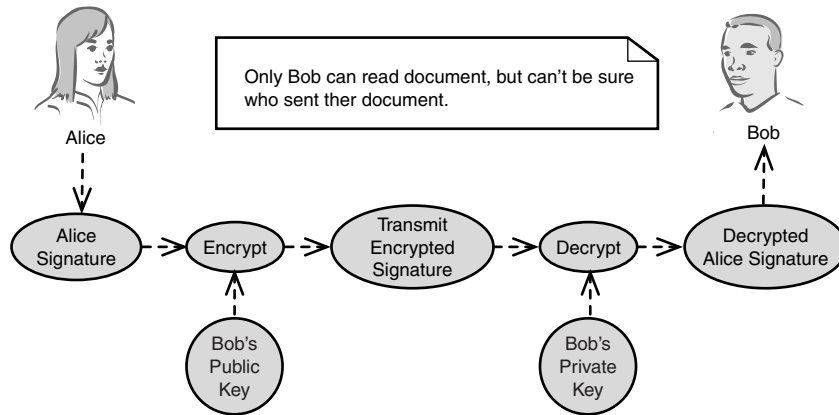 Only Bob can read document, but can’t be sure
who sent ther document.
Alice
Bob
Alice
Signature
Encrypt
Transmit
Encrypted
Signature
Decrypt
Decrypted
Alice Signature
Bob’s
Public
Key
Bob’s
Private
Key